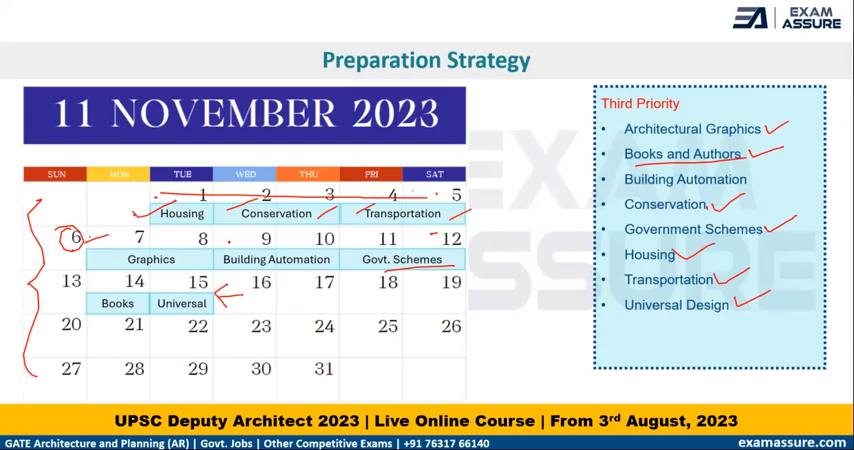 EXAM
ASSURE
Preparation Strategy
11 NOVEMBER 2023
SUN MON TUE WED THU FRI SAT
1 2 3 4 5
Housing Conservation Transportation
6 7 8 9 10 11 12
Graphics Building Automation Govt. Schemes
13 14 15 16 17 18 19
Books Universal
20 21 22 23 24 25 26
27 28 29 30 31
Third Priority
• Architectural Graphics
• Books and Authors
• Building Automation
• Conservation
• Government Schemes
• Housing
• Transportation
• Universal Design
EXAM
ASSURE
UPSC Deputy Architect 2023 | Live Online Course | From 3rd August, 2023
GATE Architecture and Planning (AR) | Govt. Jobs | Other Competitive Exams | +91 76317 66140
examassure.com